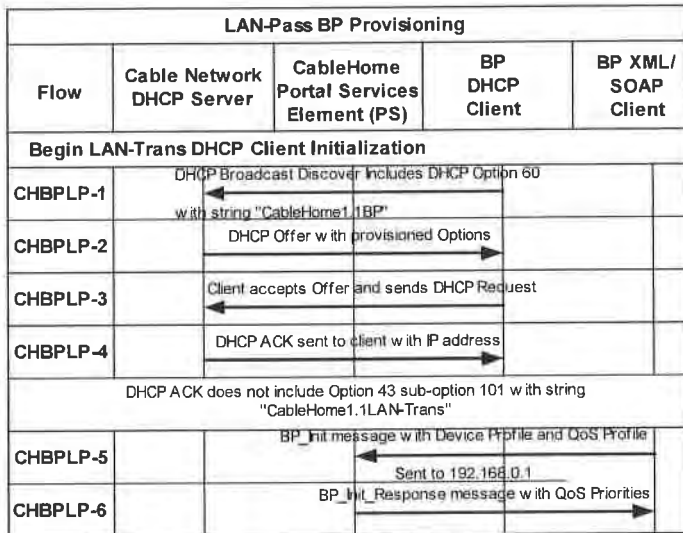 LAN-Pass BP Provisioning
Flow
Cable Network
DHCP Server
CableHome
Portal Services
Element (PS)
BP
DHCP
Client
BP XML/
SOAP
Client
Begin LAN-Trans DHCP Client Initialization
CHBPLP-1
DHCP Broadcast Discover Includes DHCP Option 60
with string "CableHome1.1BP"
CHBPLP-2
DHCP Offer with provisioned Options
CHBPLP-3
Client accepts Offer and sends DHCP Request
CHBPLP-4
DHCP ACK sent to client with IP address
DHCP ACK does not include Option 43 sub-option 101 with string
"CableHome1.1LAN-Trans"
CHBPLP-5
BP_Init message with Device Profile and QoS Profile
Sent to 192.168.0.1
CHBPLP-6
BP_Init_Response message with QoS Priorities